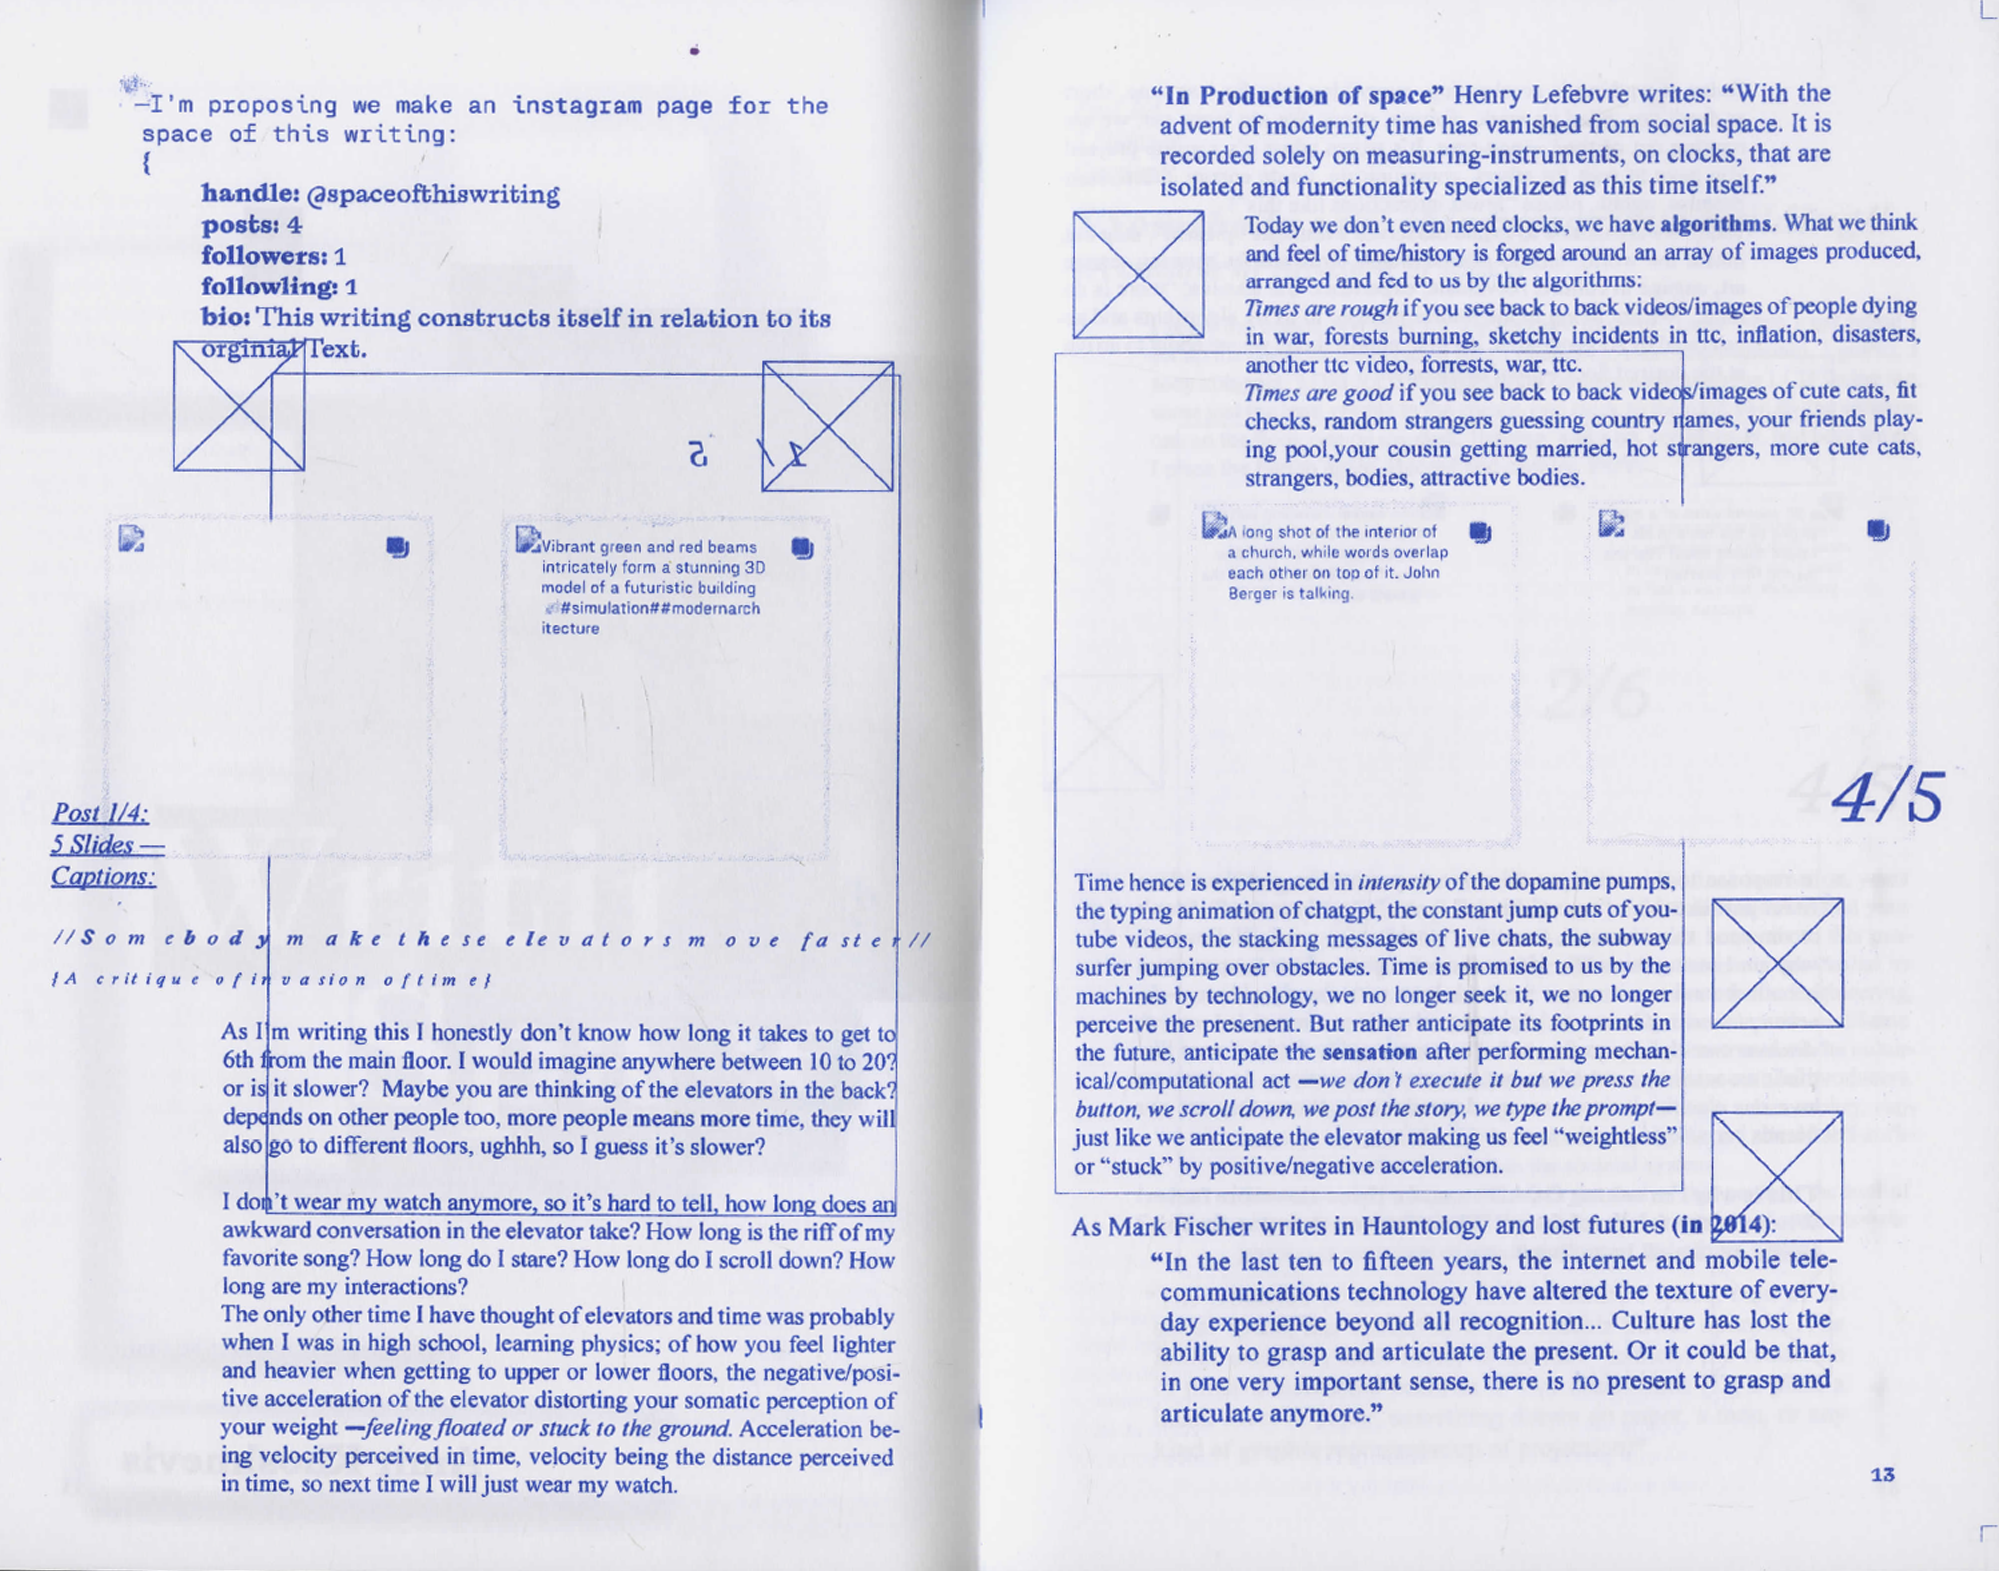 —I'm proposing we make an instagram page for the
space of this writing:
{
handle: @spaceofthiswriting
posts: 4
followers: 1
followling: 1
bio: This writing constructs itself in relation to its
orginial Text.
Vibrant green and red beams
intricately form a stunning 3D
model of a futuristic building
#simulation##modernarch
itecture
Post 1/4:
5 Slides —
Captions:
//Somebody make these elevators move faster//
{A critique of invasion of time}
As I'm writing this I honestly don't know how long it takes to get to
6th from the main floor. I would imagine anywhere between 10 to 20?
or is it slower? Maybe you are thinking of the elevators in the back?
depends on other people too, more people means more time, they will
also go to different floors, ughhh, so I guess it's slower?
I don't wear my watch anymore, so it's hard to tell, how long does an
awkward conversation in the elevator take? How long is the riff of my
favorite song? How long do I stare? How long do I scroll down? How
long are my interactions?
The only other time I have thought of elevators and time was probably
when I was in high school, learning physics; of how you feel lighter
and heavier when getting to upper or lower floors, the negative/posi-
tive acceleration of the elevator distorting your somatic perception of
your weight —feeling floated or stuck to the ground. Acceleration be-
ing velocity perceived in time, velocity being the distance perceived
in time, so next time I will just wear my watch.
“In Production of space” Henry Lefebvre writes: “With the
advent of modernity time has vanished from social space. It is
recorded solely on measuring-instruments, on clocks, that are
isolated and functionality specialized as this time itself.”
Today we don't even need clocks, we have algorithms. What we think
and feel of time/history is forged around an array of images produced,
arranged and fed to us by the algorithms:
Times are rough if you see back to back videos/images of people dying
in war, forests burning, sketchy incidents in ttc, inflation, disasters,
another ttc video, forrests, war, ttc.
Times are good if you see back to back videos/images of cute cats, fit
checks, random strangers guessing country names, your friends play-
ing pool,your cousin getting married, hot strangers, more cute cats,
strangers, bodies, attractive bodies.
A long shot of the interior of
a church, while words overlap
each other on top of it. John
Berger is talking.
2/6
4/5
Time hence is experienced in intensity of the dopamine pumps,
the typing animation of chatgpt, the constant jump cuts of you-
tube videos, the stacking messages of live chats, the subway
surfer jumping over obstacles. Time is promised to us by the
machines by technology, we no longer seek it, we no longer
perceive the presenent. But rather anticipate its footprints in
the future, anticipate the sensation after performing mechan-
ical/computational act —we don't execute it but we press the
button, we scroll down, we post the story, we type the prompt—
just like we anticipate the elevator making us feel “weightless”
or “stuck” by positive/negative acceleration.
As Mark Fischer writes in Hauntology and lost futures (in 2014):
“In the last ten to fifteen years, the internet and mobile tele-
communications technology have altered the texture of every-
day experience beyond all recognition... Culture has lost the
ability to grasp and articulate the present. Or it could be that,
in one very important sense, there is no present to grasp and
articulate anymore.”
13